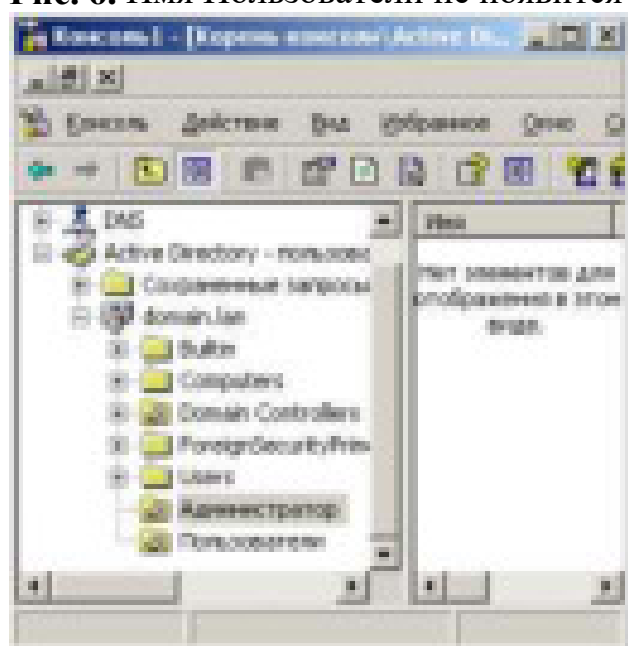 Рис. 6. Имя Пользователи не появится
Консоль1 - [Корень консоли\Active Di...
Консоль Действие Вид Избранное Окно
DNS
Active Directory - пользова
Сохраненные запросы
domain.lan
Builtin
Computers
Domain Controllers
ForeignSecurityPrin
Users
Администратор
Пользователи
Имя
Нет элементов для
отображения в этом
виде.